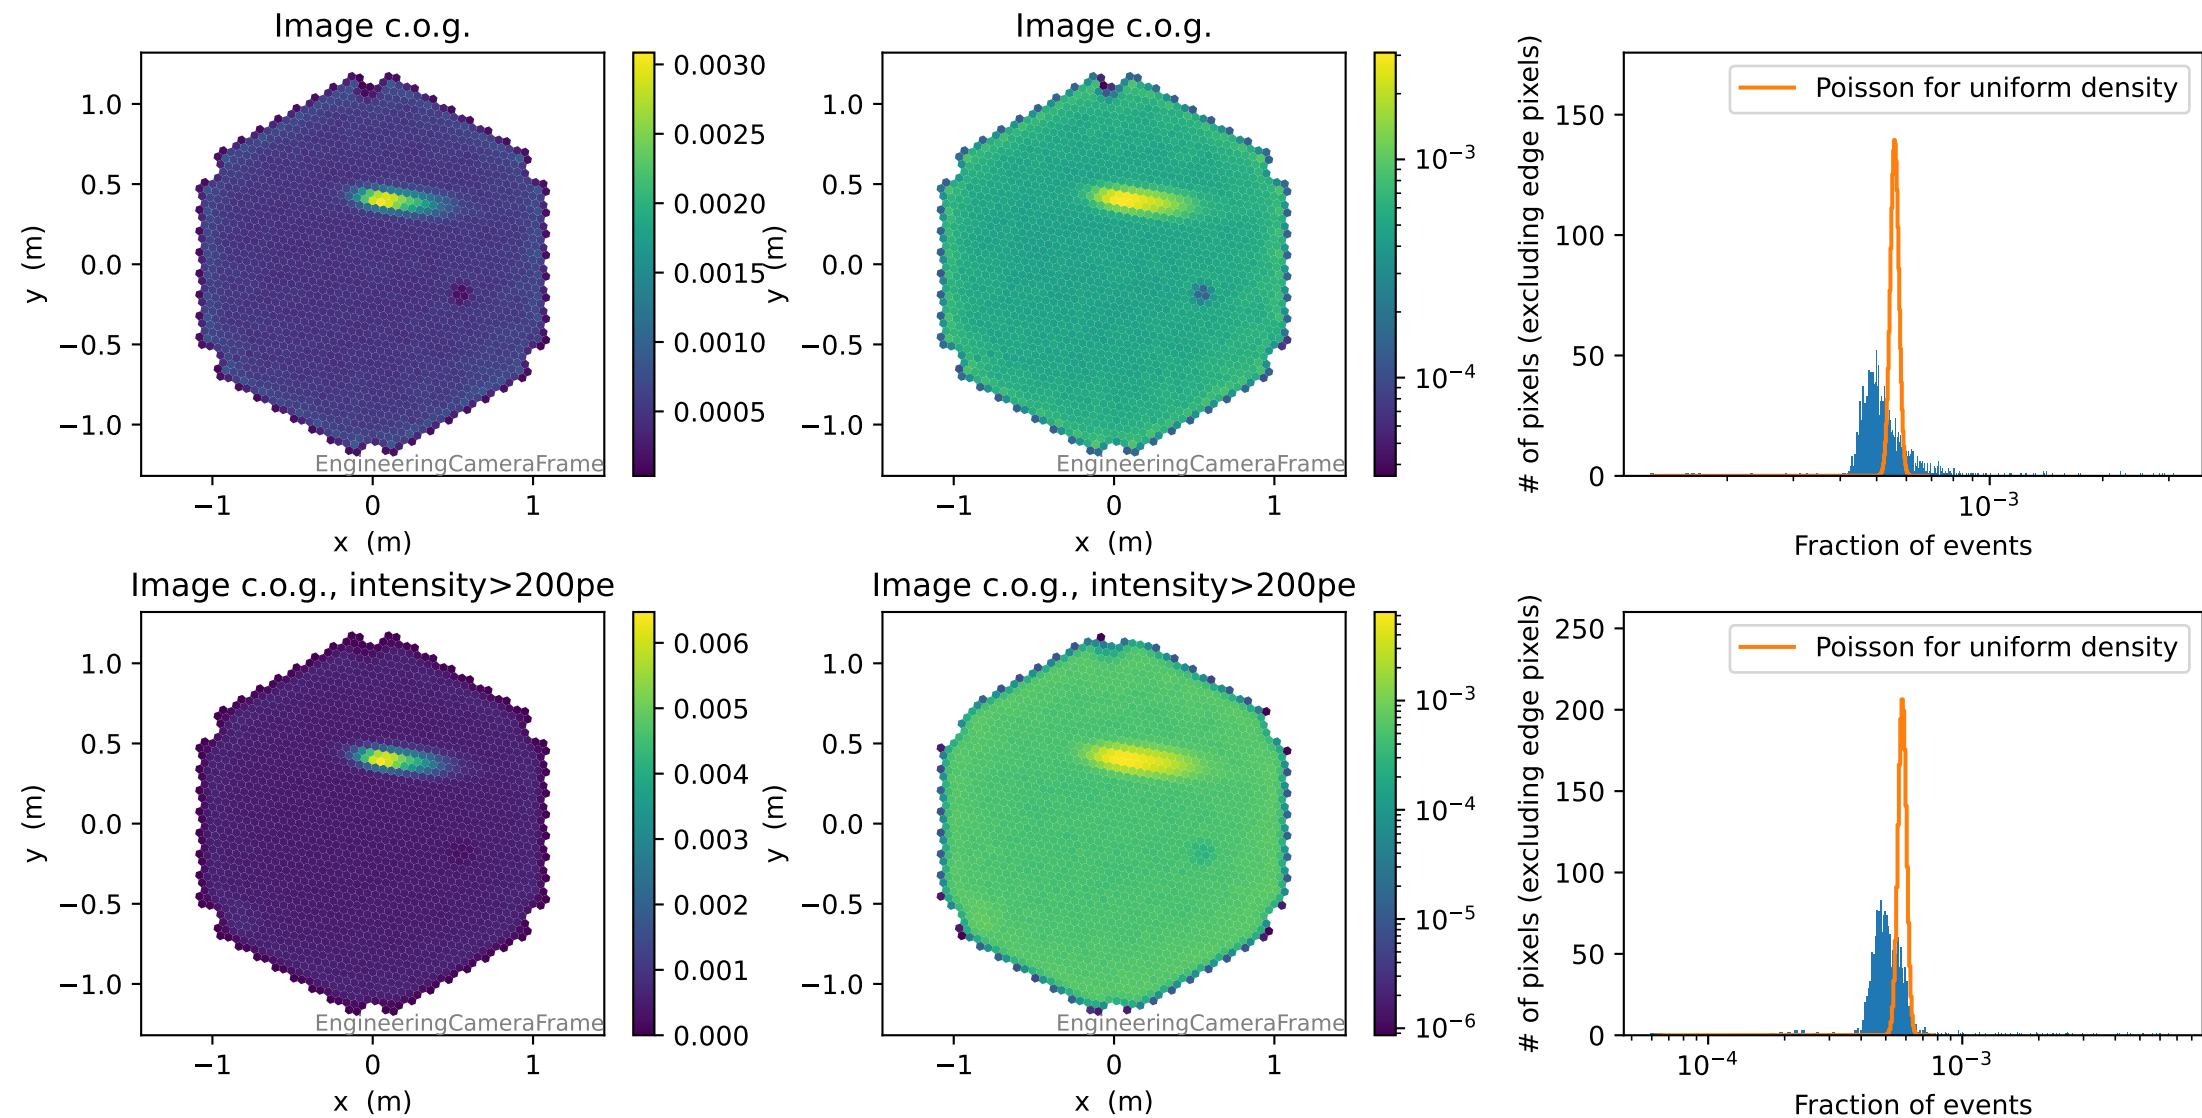 Image c.o.g.
1.0
0.5
0.0
−0.5
−1.0
y (m)
−1
0
1
x (m)
EngineeringCameraFrame
0.0030
0.0025
0.0020
0.0015
0.0010
0.0005
Image c.o.g.
1.0
0.5
0.0
−0.5
−1.0
y (m)
−1
0
1
x (m)
EngineeringCameraFrame
10⁻³
10⁻⁴
Poisson for uniform density
150
100
50
0
# of pixels (excluding edge pixels)
10⁻³
Fraction of events
Image c.o.g., intensity>200pe
1.0
0.5
0.0
−0.5
−1.0
y (m)
−1
0
1
x (m)
EngineeringCameraFrame
0.006
0.005
0.004
0.003
0.002
0.001
0.000
Image c.o.g., intensity>200pe
1.0
0.5
0.0
−0.5
−1.0
y (m)
−1
0
1
x (m)
EngineeringCameraFrame
10⁻³
10⁻⁴
10⁻⁵
10⁻⁶
Poisson for uniform density
250
200
150
100
50
0
# of pixels (excluding edge pixels)
10⁻⁴
10⁻³
Fraction of events